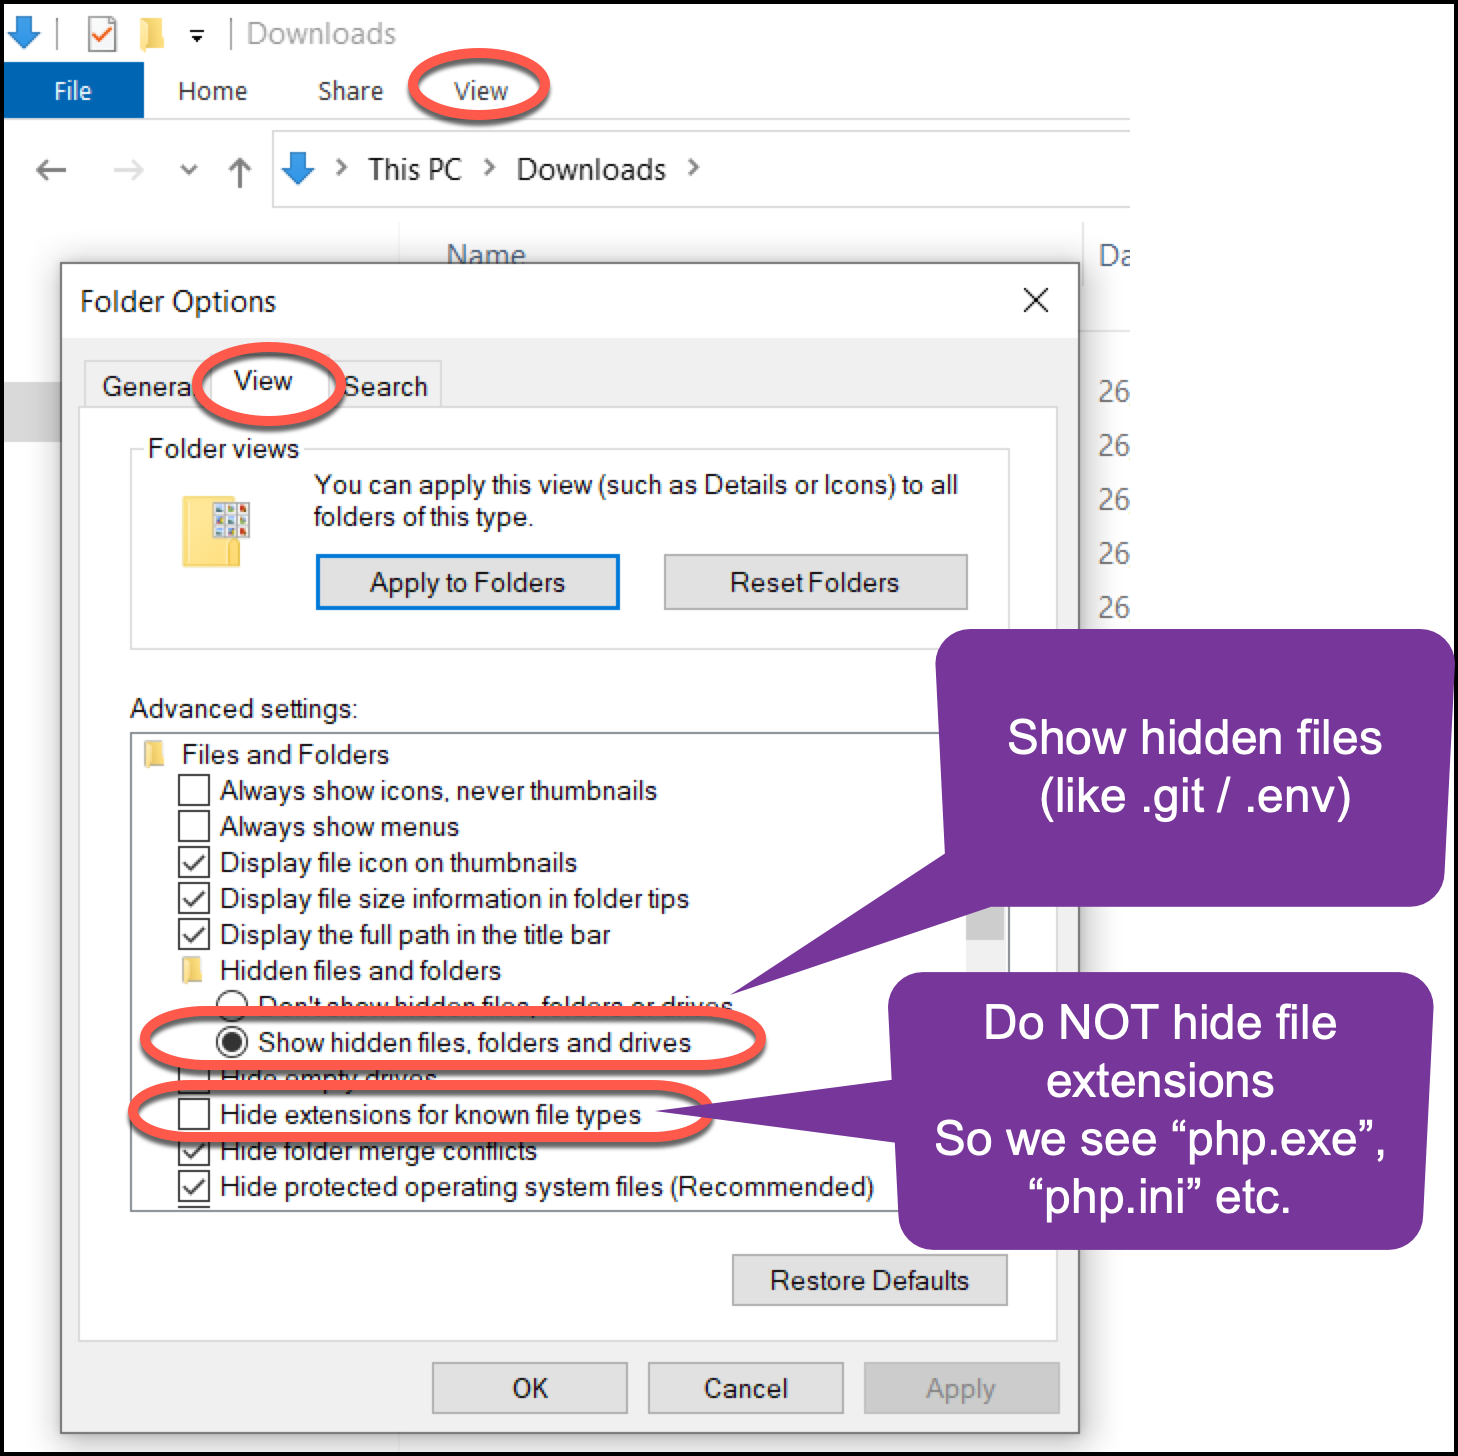 Downloads
File Home Share View
This PC > Downloads >
Name
Da
Folder Options
General View Search
26
Folder views
26
You can apply this view (such as Details or Icons) to all
folders of this type.
26
26
Apply to Folders Reset Folders
26
Show hidden files
(like .git / .env)
Advanced settings:
Files and Folders
Always show icons, never thumbnails
Always show menus
Display file icon on thumbnails
Display file size information in folder tips
Display the full path in the title bar
Hidden files and folders
Don't show hidden files, folders or drives
Show hidden files, folders and drives
Hide empty drives
Hide extensions for known file types
Hide folder merge conflicts
Hide protected operating system files (Recommended)
Do NOT hide file
extensions
So we see “php.exe”,
“php.ini” etc.
Restore Defaults
OK Cancel Apply